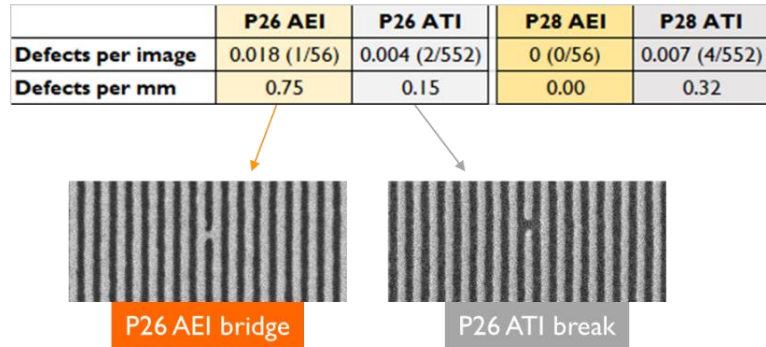 P26 AEI P26 ATI P28 AEI P28 ATI
Defects per image 0.018 (1/56) 0.004 (2/552) 0 (0/56) 0.007 (4/552)
Defects per mm 0.75 0.15 0.00 0.32
P26 AEI bridge P26 ATI break